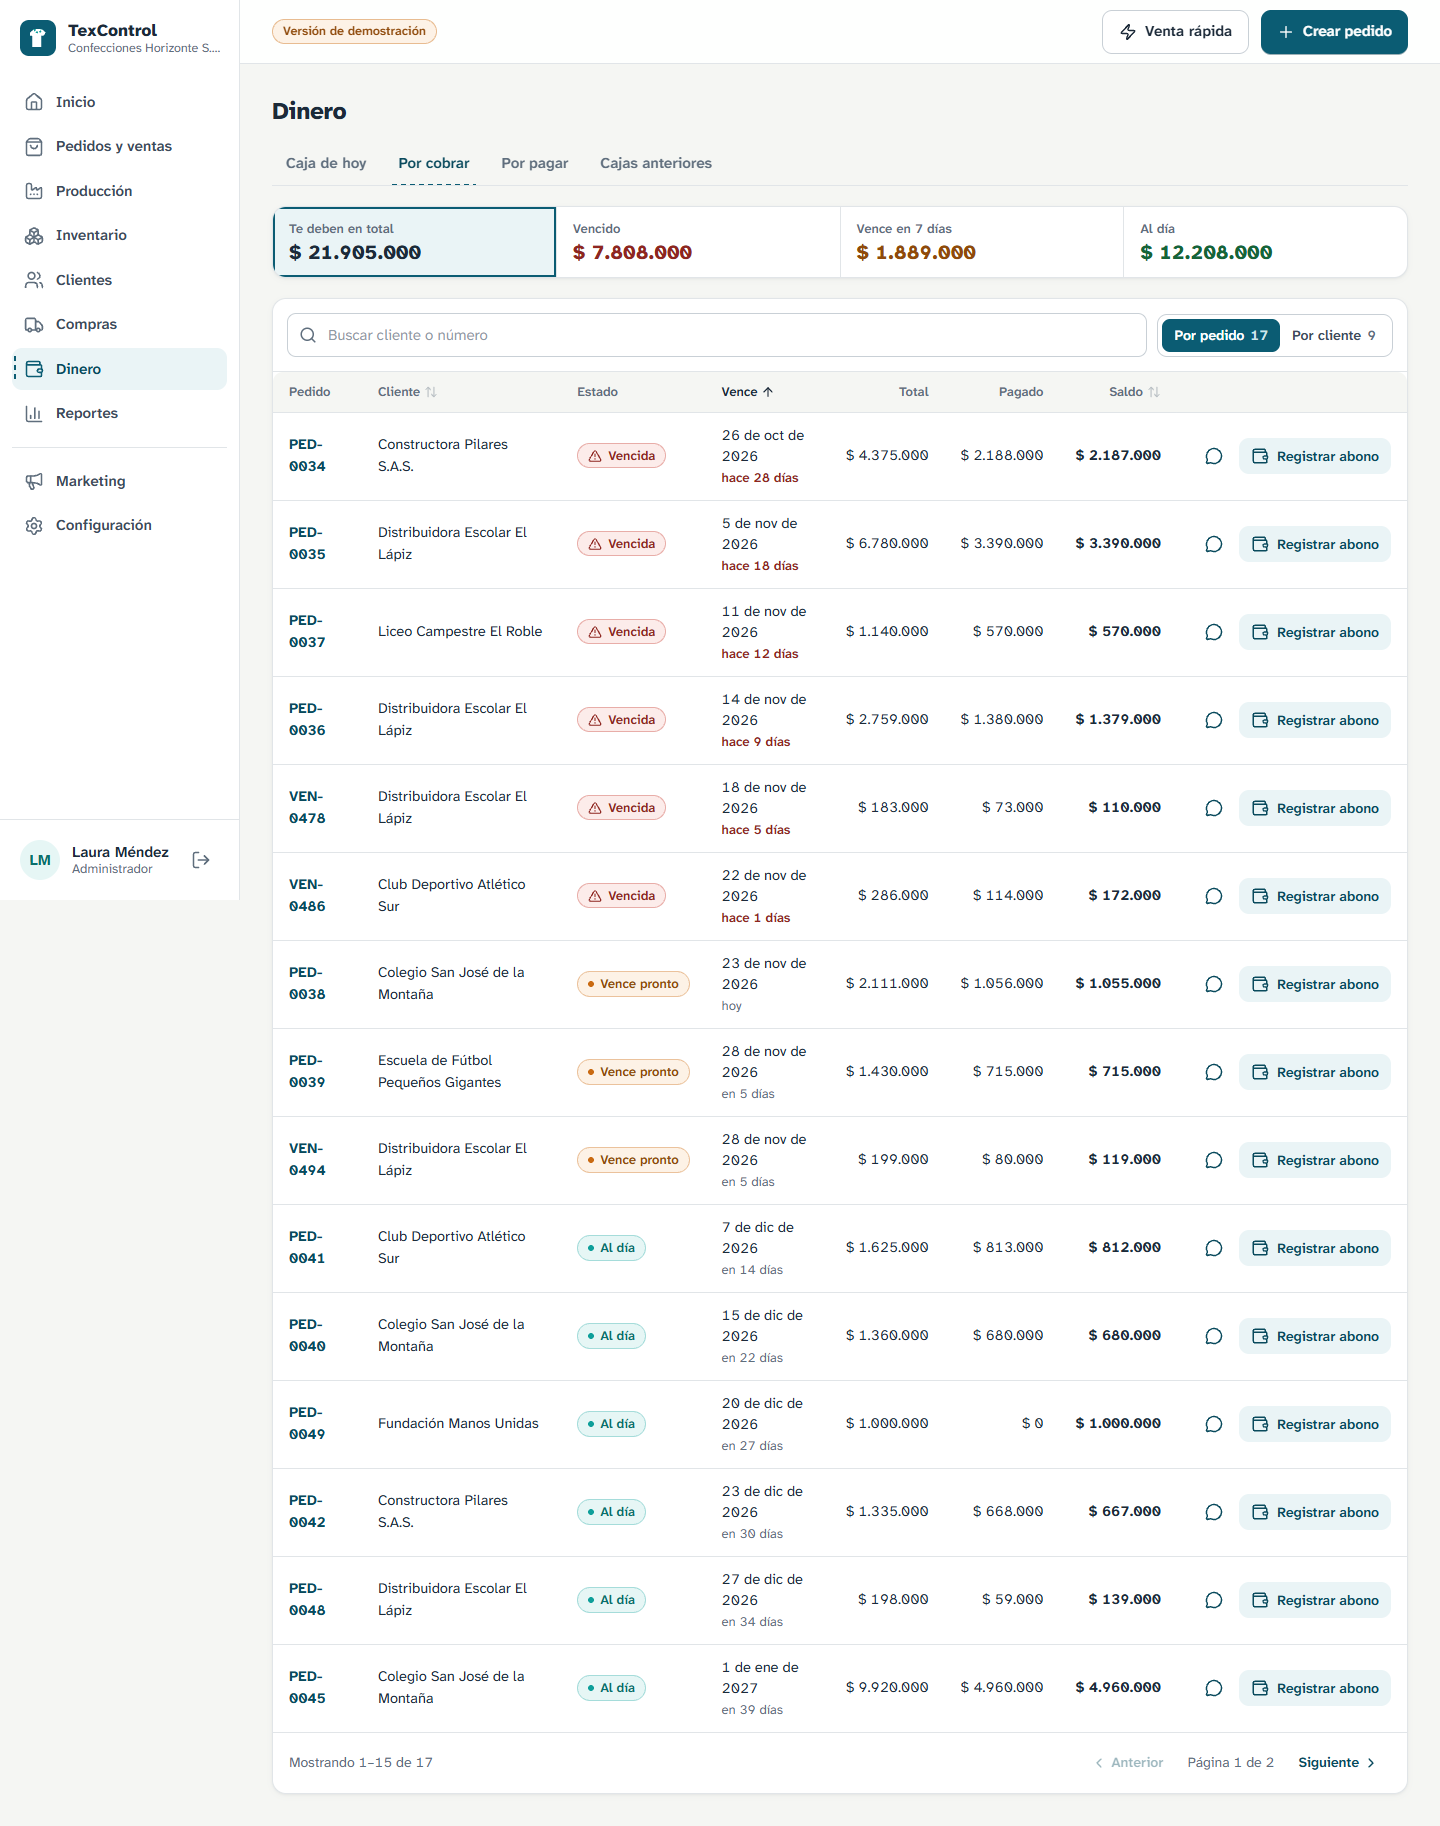 TexControl
Confecciones Horizonte S....
Inicio
Pedidos y ventas
Producción
Inventario
Clientes
Compras
Dinero
Reportes
Marketing
Configuración
LM
Laura Méndez
Administrador
Versión de demostración
Venta rápida
Crear pedido
Dinero
Caja de hoy
Por cobrar
Por pagar
Cajas anteriores
Te deben en total
$ 21.905.000
Vencido
$ 7.808.000
Vence en 7 días
$ 1.889.000
Al día
$ 12.208.000
Buscar cliente o número
Por pedido 17
Por cliente 9
Pedido Cliente Estado Vence Total Pagado Saldo
PED-
0034
Constructora Pilares
S.A.S.
Vencida
26 de oct de
2026
hace 28 días
$ 4.375.000 $ 2.188.000 $ 2.187.000 Registrar abono
PED-
0035
Distribuidora Escolar El
Lápiz
Vencida
5 de nov de
2026
hace 18 días
$ 6.780.000 $ 3.390.000 $ 3.390.000 Registrar abono
PED-
0037
Liceo Campestre El Roble
Vencida
11 de nov de
2026
hace 12 días
$ 1.140.000 $ 570.000 $ 570.000 Registrar abono
PED-
0036
Distribuidora Escolar El
Lápiz
Vencida
14 de nov de
2026
hace 9 días
$ 2.759.000 $ 1.380.000 $ 1.379.000 Registrar abono
VEN-
0478
Distribuidora Escolar El
Lápiz
Vencida
18 de nov de
2026
hace 5 días
$ 183.000 $ 73.000 $ 110.000 Registrar abono
VEN-
0486
Club Deportivo Atlético
Sur
Vencida
22 de nov de
2026
hace 1 días
$ 286.000 $ 114.000 $ 172.000 Registrar abono
PED-
0038
Colegio San José de la
Montaña
Vence pronto
23 de nov de
2026
hoy
$ 2.111.000 $ 1.056.000 $ 1.055.000 Registrar abono
PED-
0039
Escuela de Fútbol
Pequeños Gigantes
Vence pronto
28 de nov de
2026
en 5 días
$ 1.430.000 $ 715.000 $ 715.000 Registrar abono
VEN-
0494
Distribuidora Escolar El
Lápiz
Vence pronto
28 de nov de
2026
en 5 días
$ 199.000 $ 80.000 $ 119.000 Registrar abono
PED-
0041
Club Deportivo Atlético
Sur
Al día
7 de dic de
2026
en 14 días
$ 1.625.000 $ 813.000 $ 812.000 Registrar abono
PED-
0040
Colegio San José de la
Montaña
Al día
15 de dic de
2026
en 22 días
$ 1.360.000 $ 680.000 $ 680.000 Registrar abono
PED-
0049
Fundación Manos Unidas
Al día
20 de dic de
2026
en 27 días
$ 1.000.000 $ 0 $ 1.000.000 Registrar abono
PED-
0042
Constructora Pilares
S.A.S.
Al día
23 de dic de
2026
en 30 días
$ 1.335.000 $ 668.000 $ 667.000 Registrar abono
PED-
0048
Distribuidora Escolar El
Lápiz
Al día
27 de dic de
2026
en 34 días
$ 198.000 $ 59.000 $ 139.000 Registrar abono
PED-
0045
Colegio San José de la
Montaña
Al día
1 de ene de
2027
en 39 días
$ 9.920.000 $ 4.960.000 $ 4.960.000 Registrar abono
Mostrando 1–15 de 17
Anterior
Página 1 de 2
Siguiente